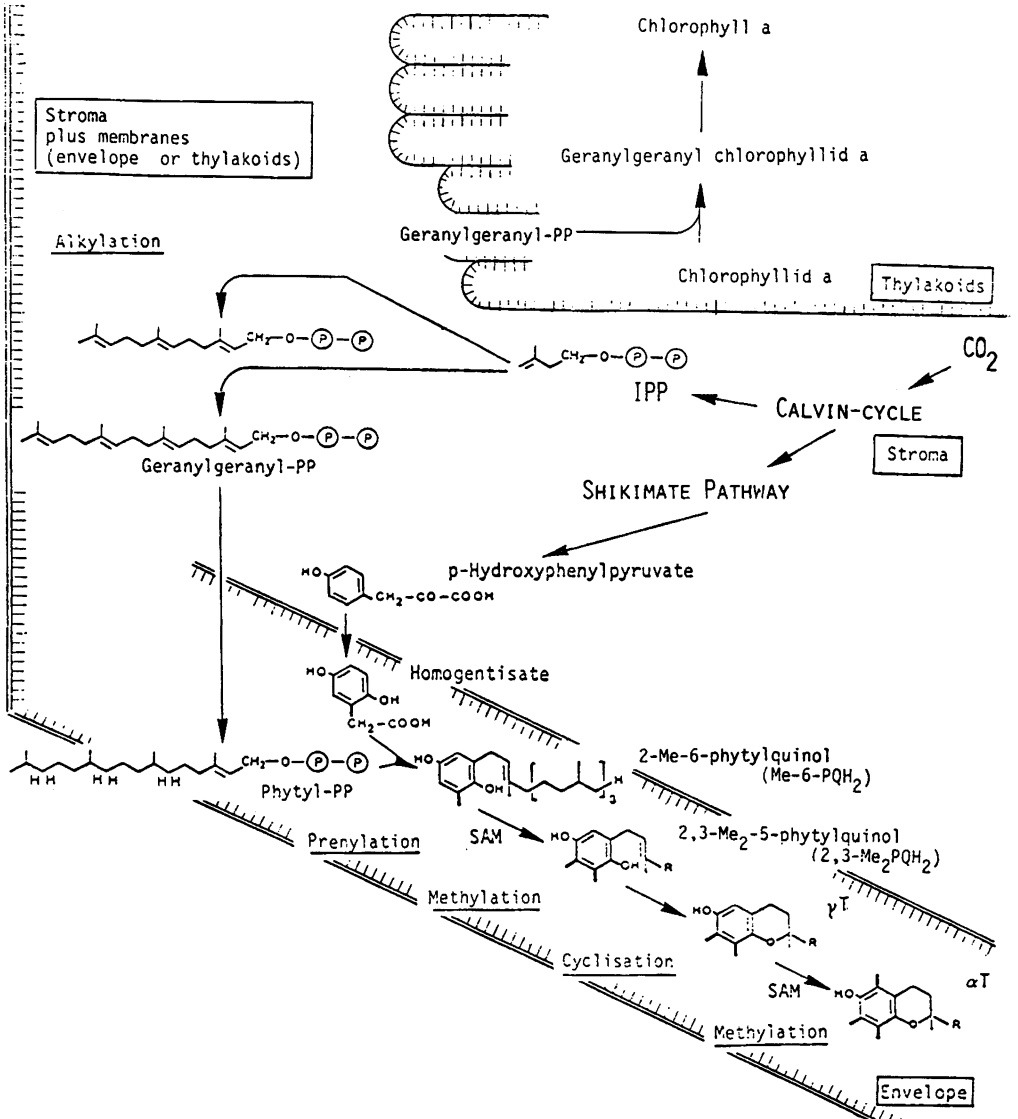 Chlorophyll a
Stroma
plus membranes
(envelope or thylakoids)
Geranylgeranyl chlorophyllid a
Alkylation
Geranylgeranyl-PP
Chlorophyllid a
Thylakoids
CH₂—O—P—P
CH₂—O—P—P
IPP
CO₂
CALVIN-CYCLE
CH₂—O—P—P
Geranylgeranyl-PP
Stroma
SHIKIMATE PATHWAY
p-Hydroxyphenylpyruvate
HO
CH₂—CO—COOH
Homogentisate
HO
OH
CH₂—COOH
H H H H H H
CH₂—O—P—P
Phytyl-PP
HO
OH
H
3
2-Me-6-phytylquinol
(Me-6-PQH₂)
Prenylation
SAM
HO
OH
R
2,3-Me₂-5-phytylquinol
(2,3-Me₂PQH₂)
Methylation
HO
O
R
γT
Cyclisation
SAM
HO
O
R
αT
Methylation
Envelope